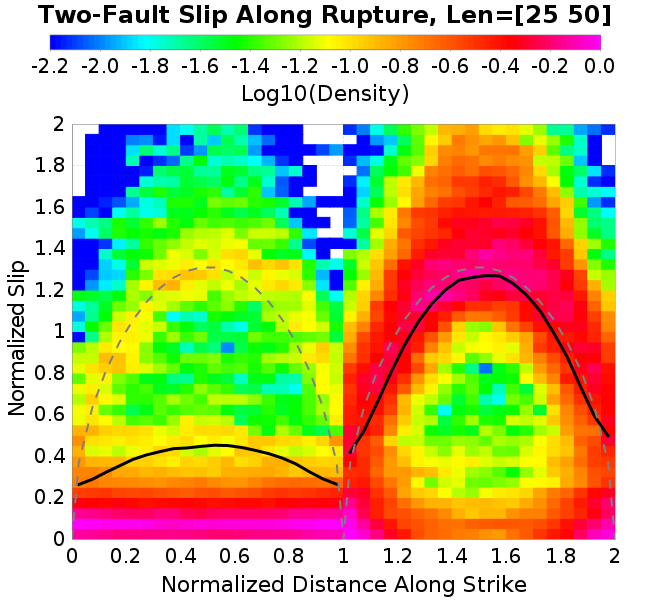 Two-Fault Slip Along Rupture, Len=[25 50]
-2.2 -2.0 -1.8 -1.6 -1.4 -1.2 -1.0 -0.8 -0.6 -0.4 -0.2 0.0
Log10(Density)
2
1.8
1.6
1.4
1.2
1
0.8
0.6
0.4
0.2
0
Normalized Slip
0 0.2 0.4 0.6 0.8 1 1.2 1.4 1.6 1.8 2
Normalized Distance Along Strike